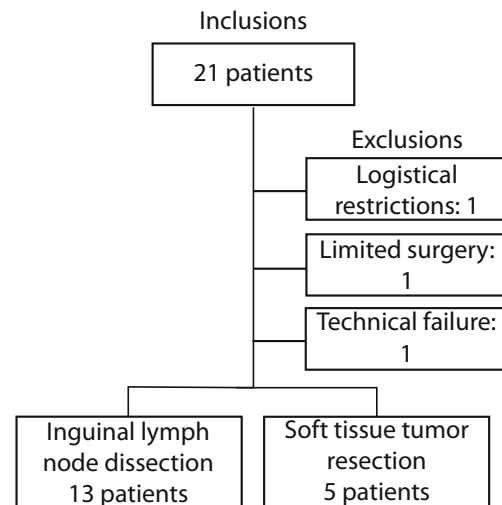 Inclusions
21 patients
Exclusions
Logistical
restrictions: 1
Limited surgery:
1
Technical failure:
1
Inguinal lymph
node dissection
13 patients
Soft tissue tumor
resection
5 patients